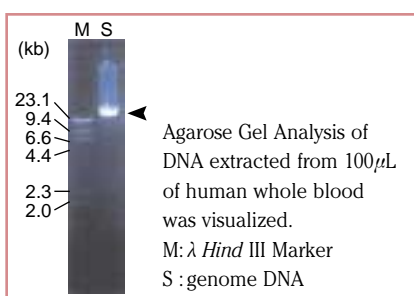 M S
(kb)
23.1
9.4
6.6
4.4
2.3
2.0
Agarose Gel Analysis of
DNA extracted from 100μL
of human whole blood
was visualized.
M: λ Hind III Marker
S : genome DNA